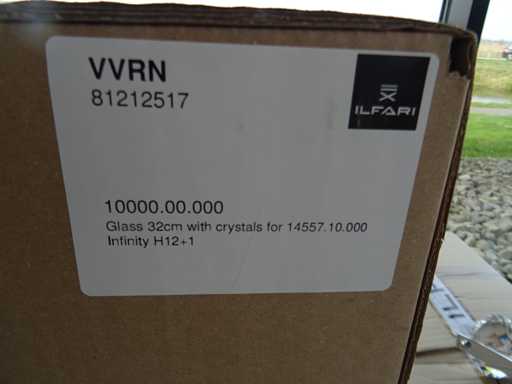 VVRN
81212517
ILFARI
10000.00.000
Glass 32cm with crystals for 14557.10.000
Infinity H12+1